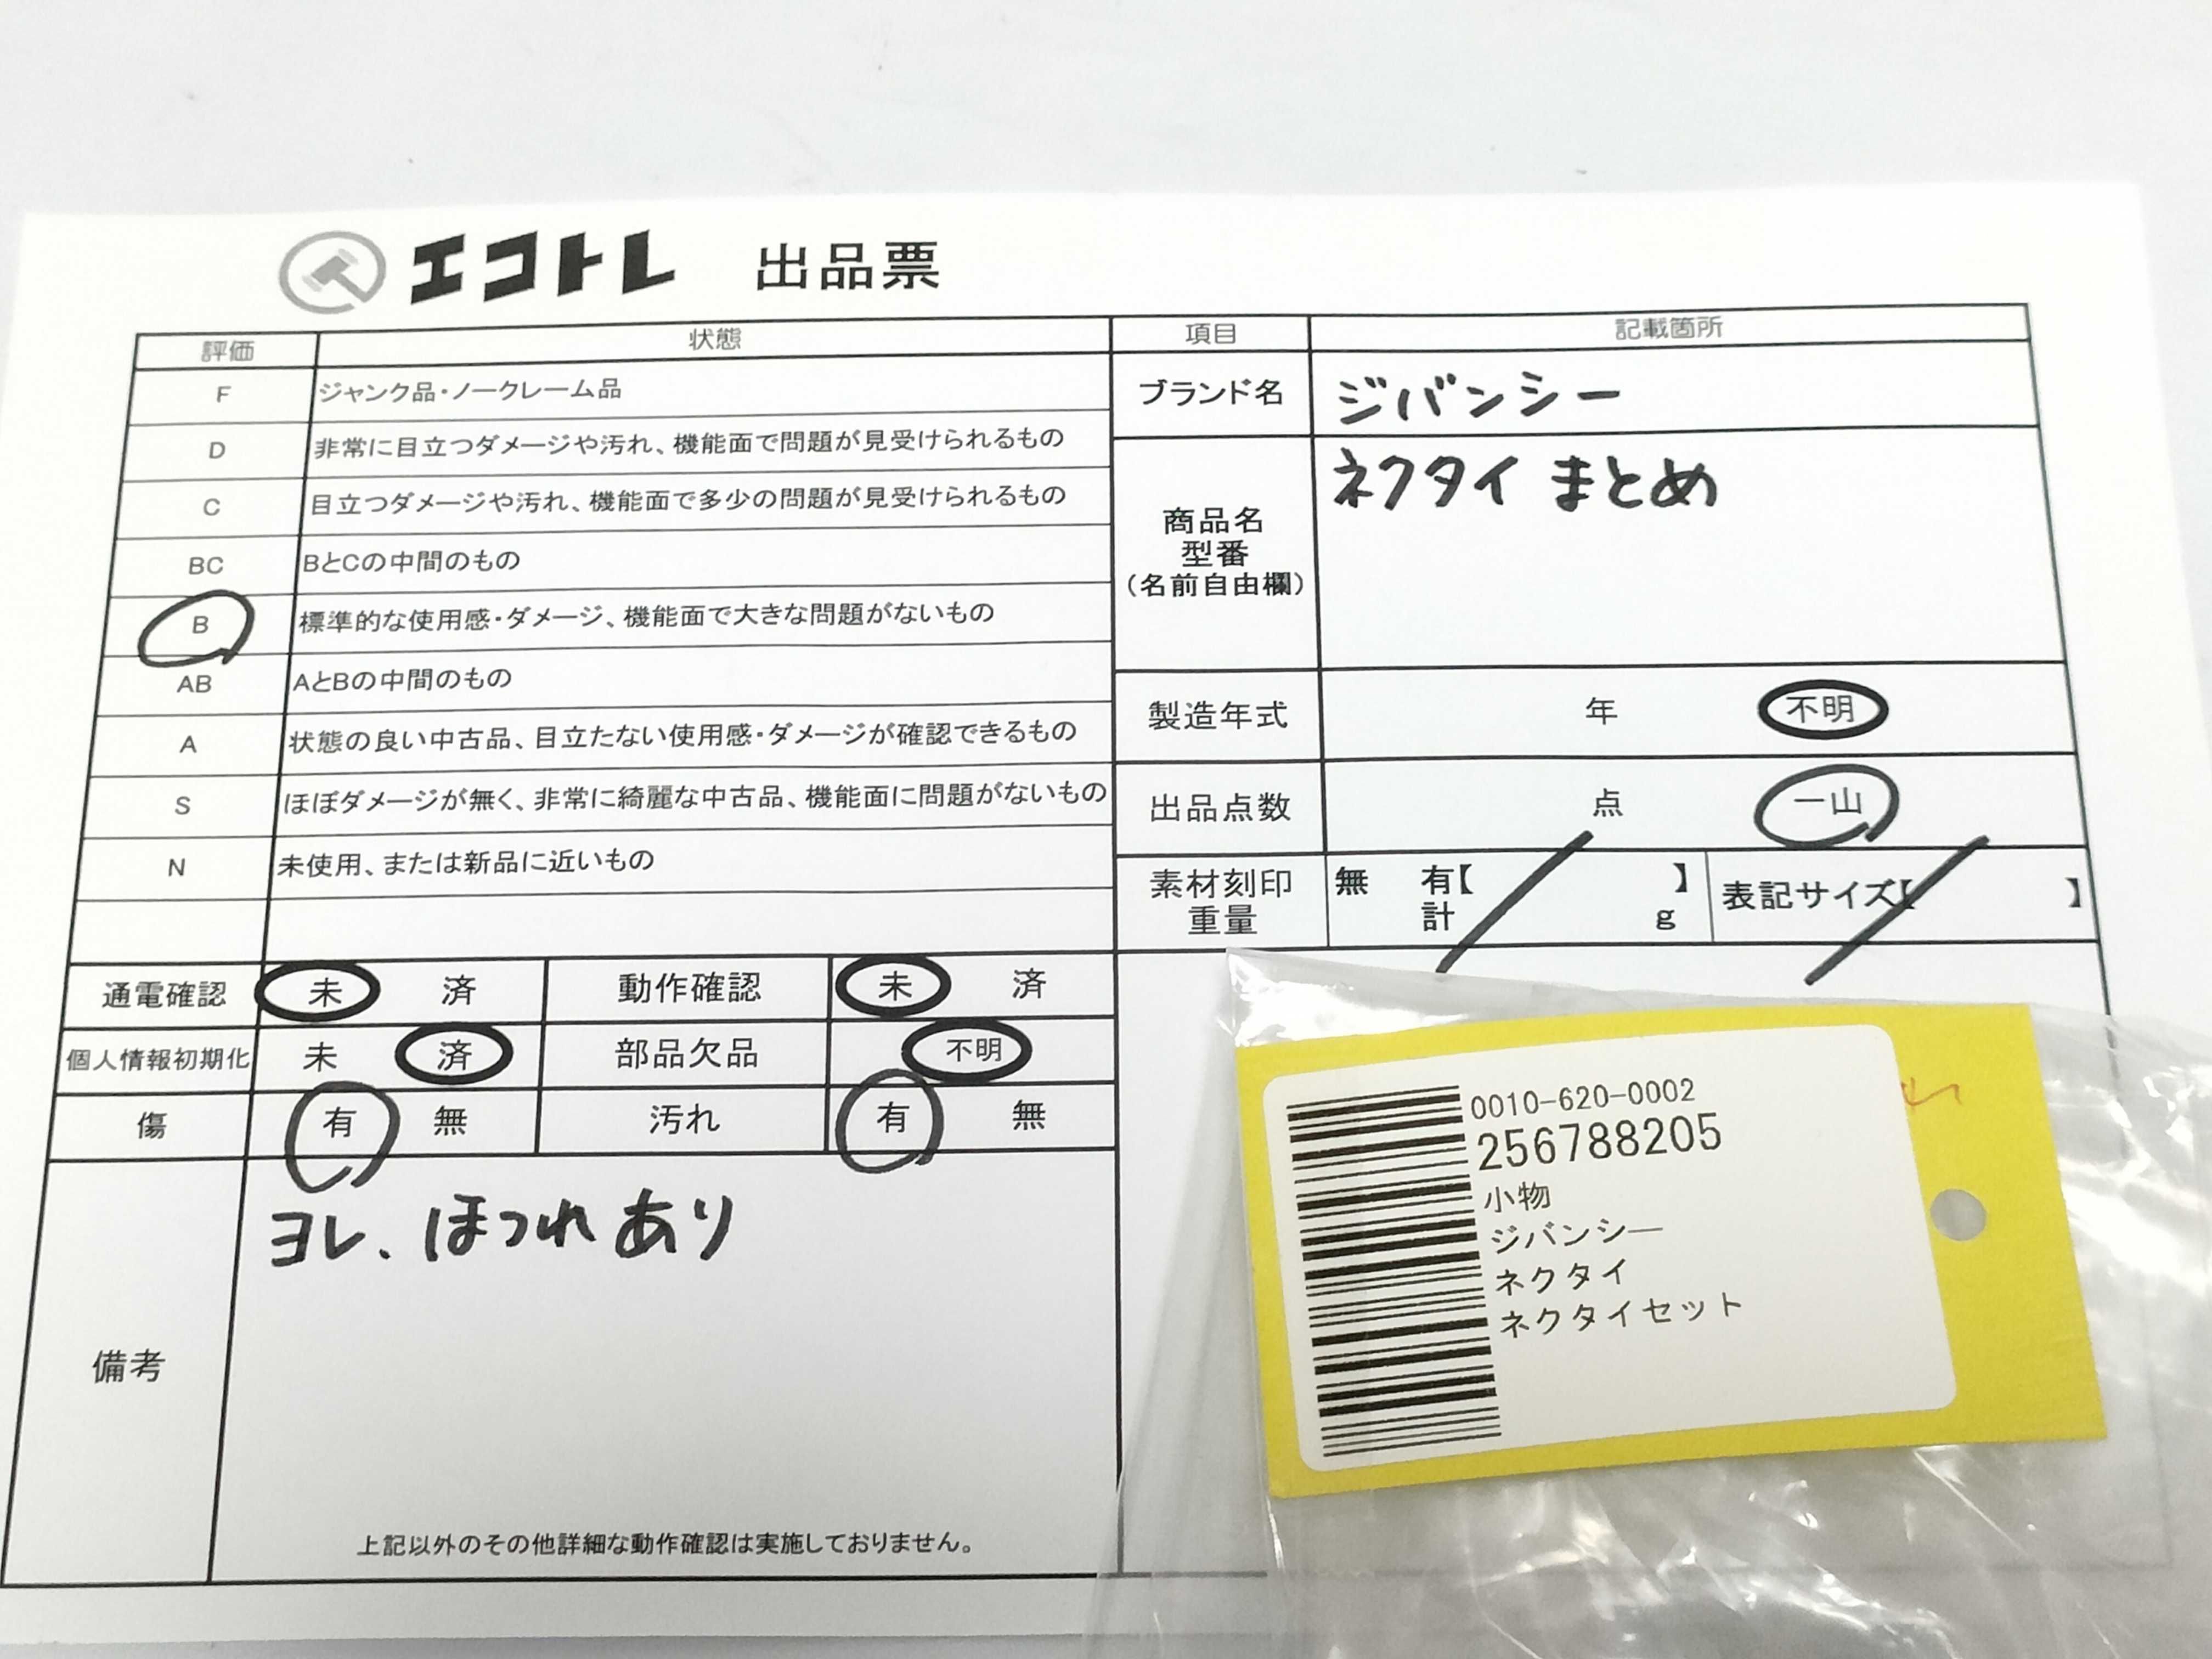 エコトレ 出品票
評価 状態
F ジャンク品・ノークレーム品
D 非常に目立つダメージや汚れ、機能面で問題が見受けられるもの
C 目立つダメージや汚れ、機能面で多少の問題が見受けられるもの
BC BとCの中間のもの
B 標準的な使用感・ダメージ、機能面で大きな問題がないもの
AB AとBの中間のもの
A 状態の良い中古品、目立たない使用感・ダメージが確認できるもの
S ほぼダメージが無く、非常に綺麗な中古品、機能面に問題がないもの
N 未使用、または新品に近いもの
通電確認 未 済 動作確認 未 済
個人情報初期化 未 済 部品欠品 不明
傷 有 無 汚れ 有 無
備考
ヨレ、ほつれあり
上記以外のその他詳細な動作確認は実施しておりません。
項目 記載箇所
ブランド名 ジバンシー
商品名
型番
(名前自由欄)
ネクタイ まとめ
製造年式 年 不明
出品点数 点 一山
素材刻印 無 有【 】 表記サイズ【 】
重量 計 g
0010-620-0002
256788205
小物
ジバンシー
ネクタイ
ネクタイセット